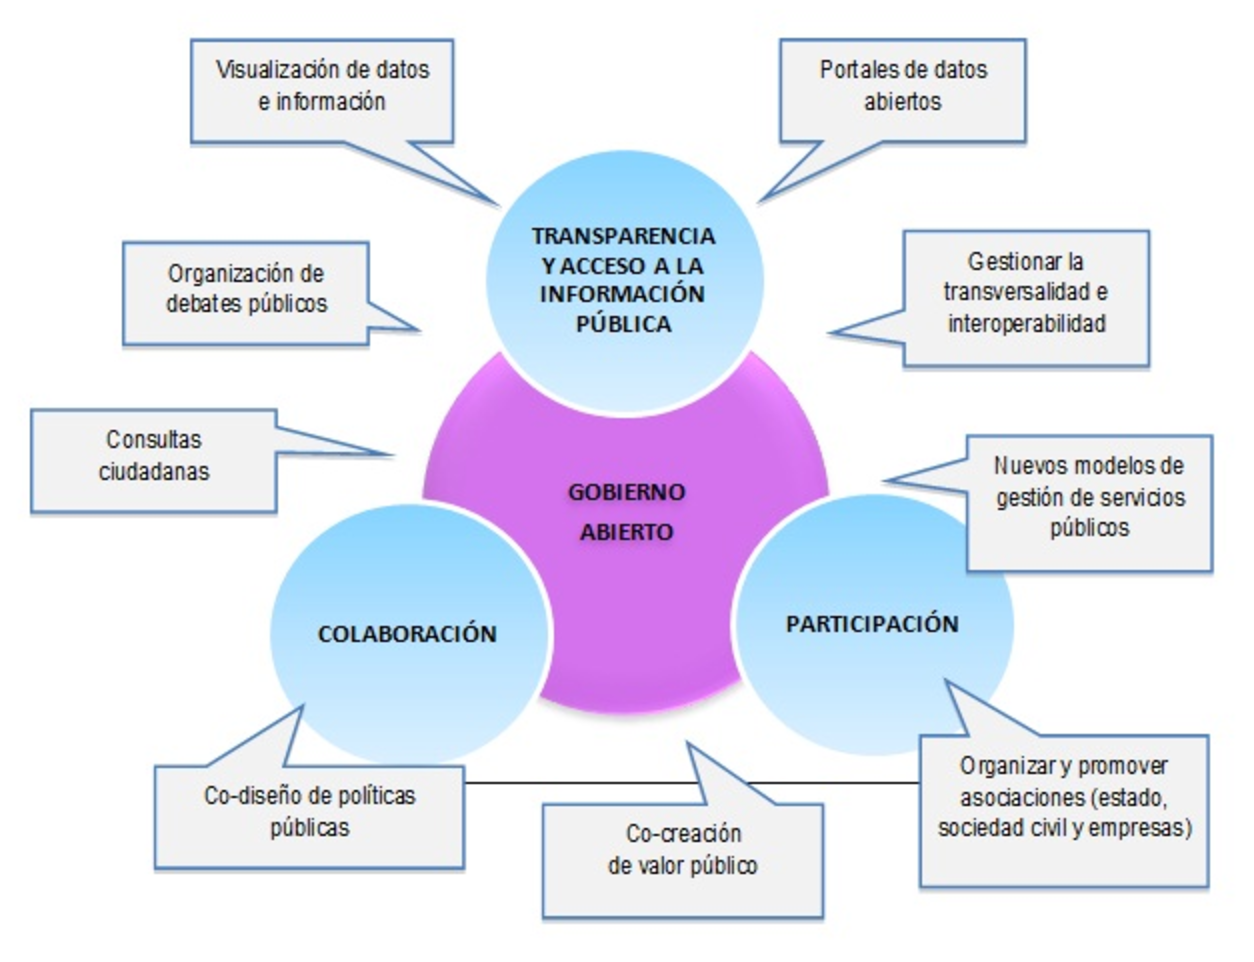 Visualización de datos
e información
Portales de datos
abiertos
TRANSPARENCIA
Y ACCESO A LA
INFORMACIÓN
PÚBLICA
Organización de
debates públicos
Gestionar la
transversalidad e
interoperabilidad
Consultas
ciudadanas
Nuevos modelos de
gestión de servicios
públicos
GOBIERNO
ABIERTO
COLABORACIÓN
PARTICIPACIÓN
Co-diseño de políticas
públicas
Co-creación
de valor público
Organizar y promover
asociaciones (estado,
sociedad civil y empresas)